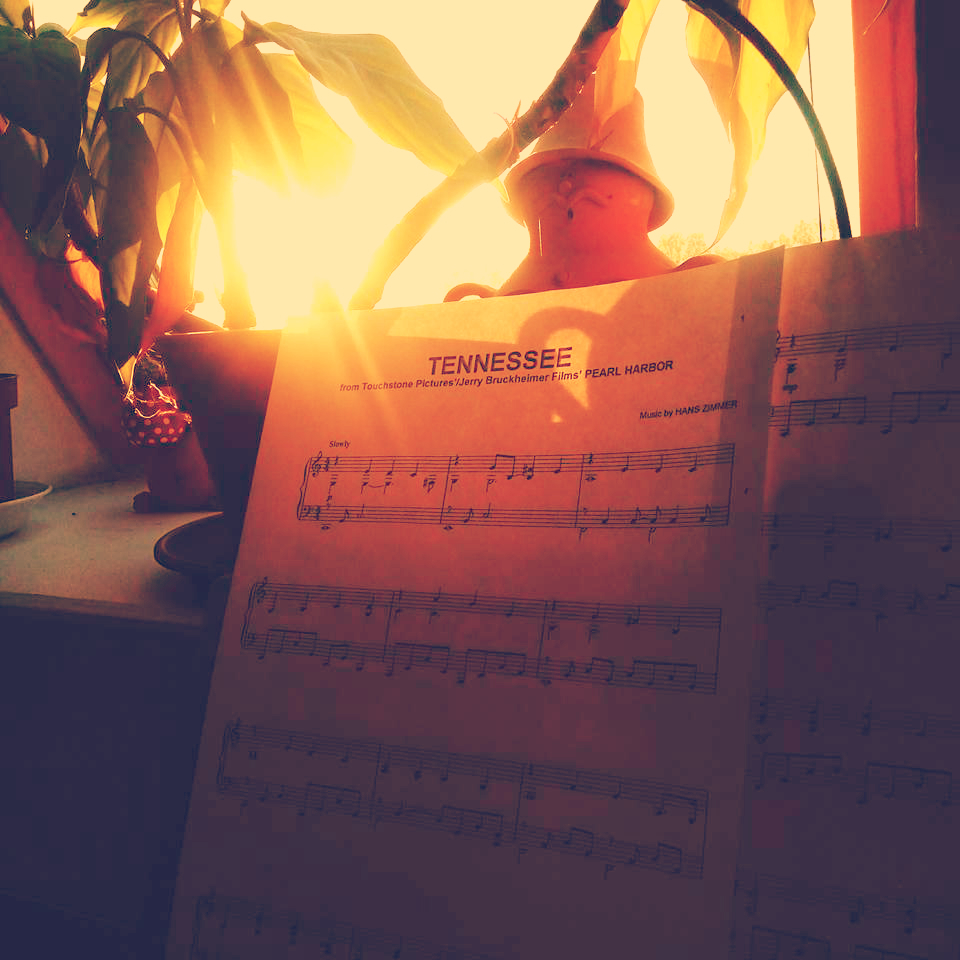 TENNESSEE
from Touchstone Pictures'/Jerry Bruckheimer Films' PEARL HARBOR
Music by HANS ZIMMER
Slowly